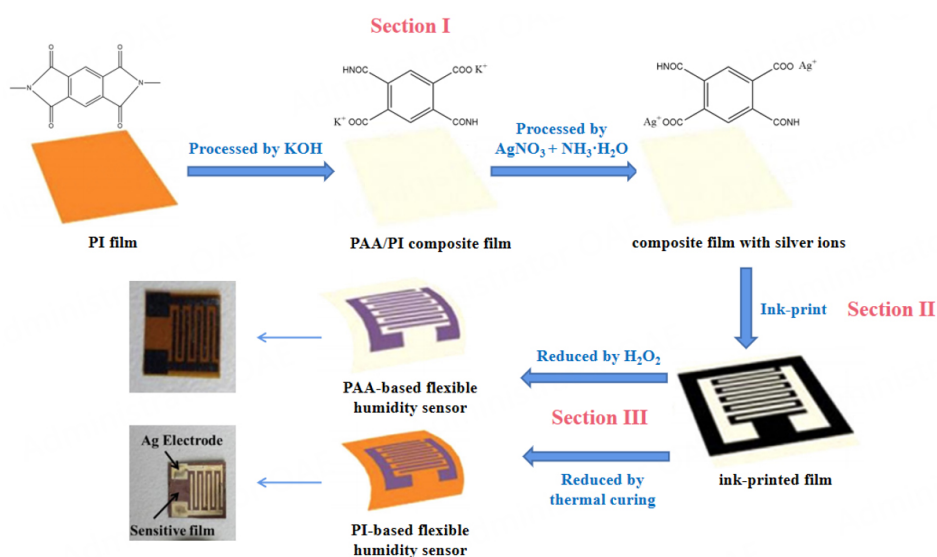 Section I
O
O
N
N
O
O
HNOC
COO K⁺
K⁺ OOC
CONH
HNOC
COO Ag⁺
Ag⁺ OOC
CONH
Processed by KOH
Processed by
AgNO₃ + NH₃·H₂O
PI film
PAA/PI composite film
composite film with silver ions
Ink-print
Section II
Reduced by H₂O₂
PAA-based flexible
humidity sensor
Section III
Ag Electrode
Sensitive film
Reduced by
thermal curing
ink-printed film
PI-based flexible
humidity sensor